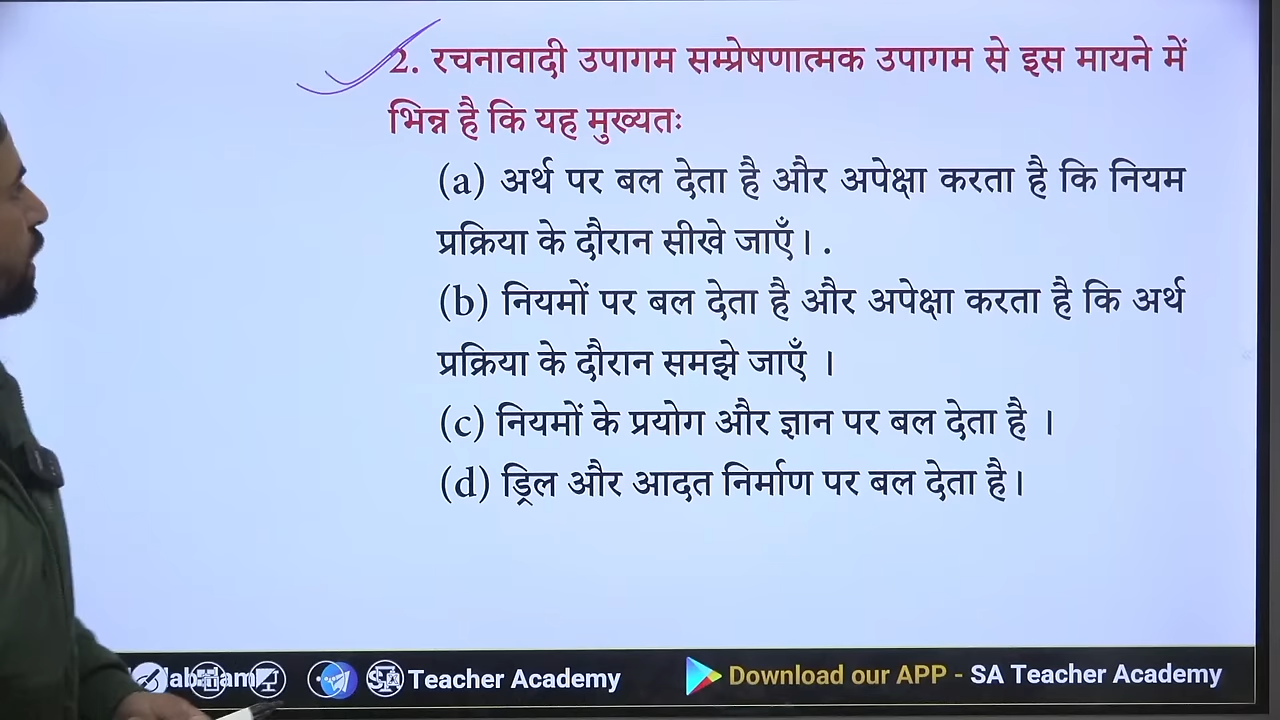 2. रचनावादी उपागम सम्प्रेषणात्मक उपागम से इस मायने में
भिन्न है कि यह मुख्यतः
(a) अर्थ पर बल देता है और अपेक्षा करता है कि नियम
प्रक्रिया के दौरान सीखे जाएँ। .
(b) नियमों पर बल देता है और अपेक्षा करता है कि अर्थ
प्रक्रिया के दौरान समझे जाएँ ।
(c) नियमों के प्रयोग और ज्ञान पर बल देता है ।
(d) ड्रिल और आदत निर्माण पर बल देता है।
SA Teacher Academy
Download our APP - SA Teacher Academy